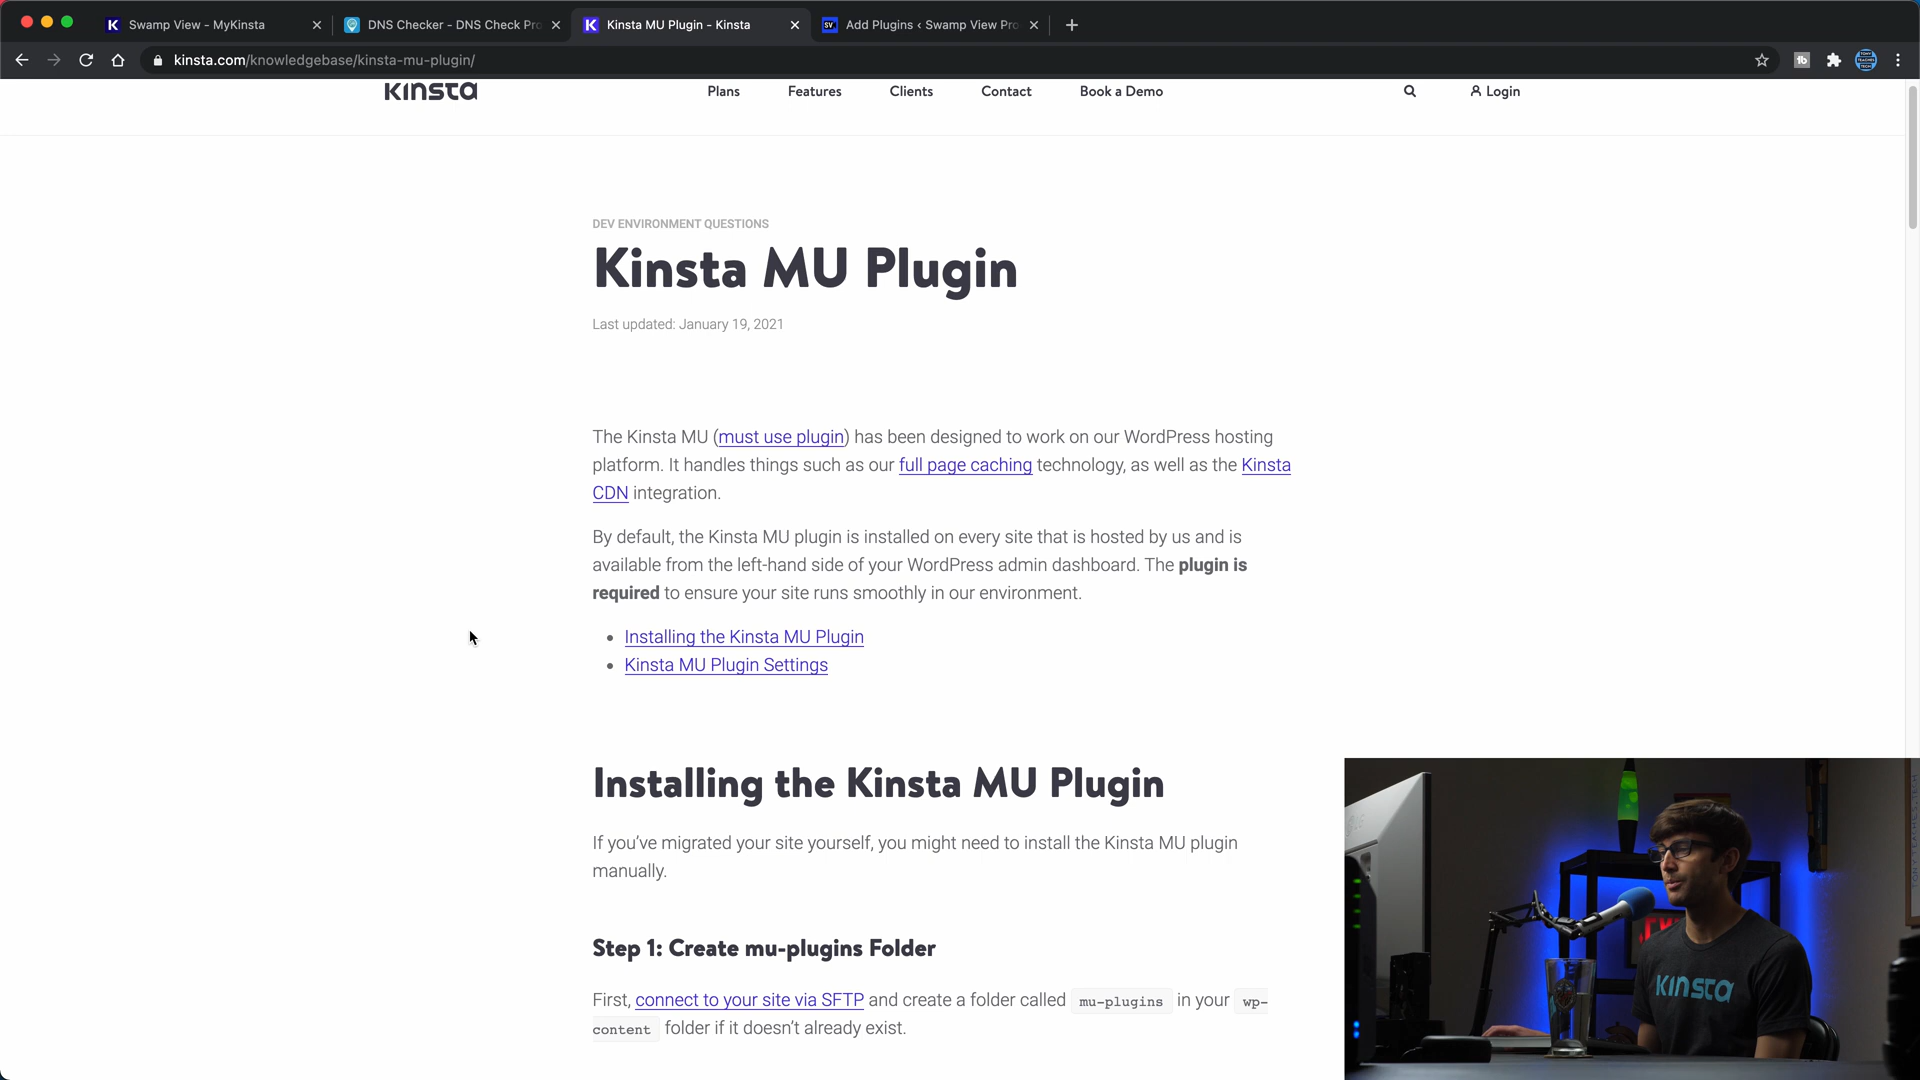 Swamp View - MyKinsta
DNS Checker - DNS Check Pro
Kinsta MU Plugin - Kinsta
SV
Add Plugins ‹ Swamp View Pro
kinsta.com/knowledgebase/kinsta-mu-plugin/
KINSTA
Plans
Features
Clients
Contact
Book a Demo
Login
DEV ENVIRONMENT QUESTIONS
Kinsta MU Plugin
Last updated: January 19, 2021
The Kinsta MU (must use plugin) has been designed to work on our WordPress hosting
platform. It handles things such as our full page caching technology, as well as the Kinsta
CDN integration.
By default, the Kinsta MU plugin is installed on every site that is hosted by us and is
available from the left-hand side of your WordPress admin dashboard. The plugin is
required to ensure your site runs smoothly in our environment.
• Installing the Kinsta MU Plugin
• Kinsta MU Plugin Settings
Installing the Kinsta MU Plugin
If you’ve migrated your site yourself, you might need to install the Kinsta MU plugin
manually.
Step 1: Create mu-plugins Folder
First, connect to your site via SFTP and create a folder called mu-plugins in your wp-
content folder if it doesn’t already exist.
KINSTA